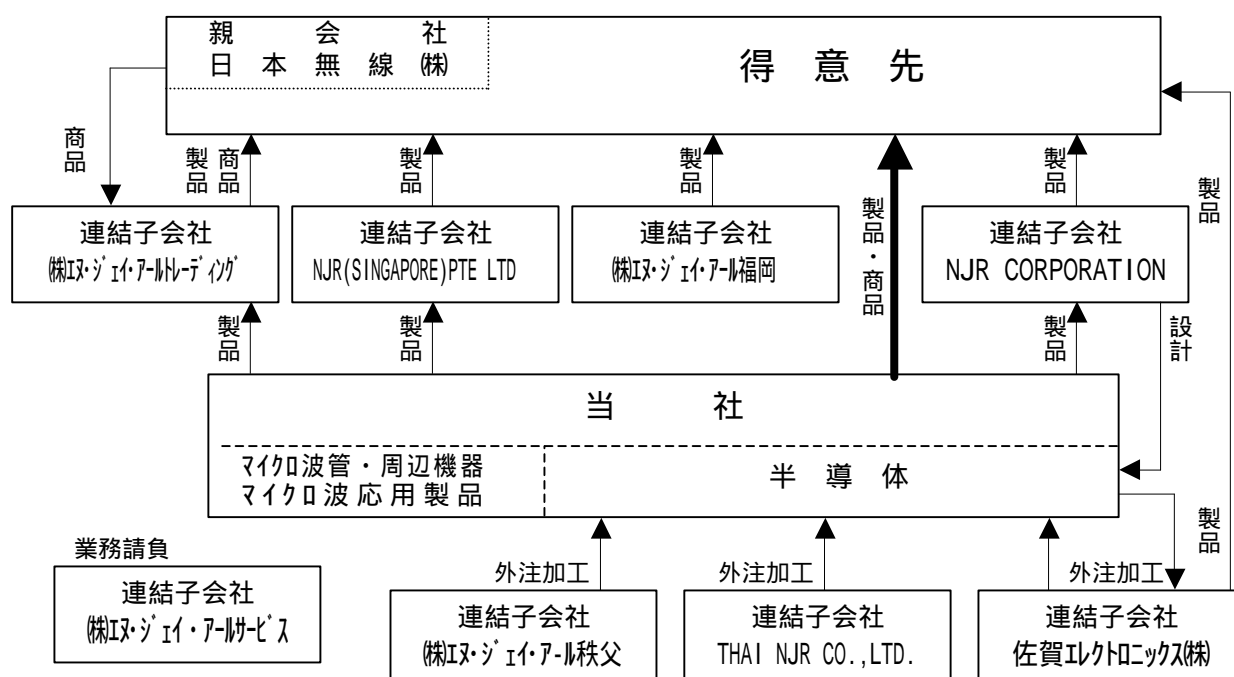 親会社
日本無線㈱
得意先
商品
製品
商品
製品
製品
製品・商品
製品
製品
連結子会社
㈱エヌ・ジェイ・アールトレーディング
連結子会社
NJR(SINGAPORE)PTE LTD
連結子会社
㈱エヌ・ジェイ・アール福岡
連結子会社
NJR CORPORATION
製品
製品
製品
設計
当社
マイクロ波管・周辺機器
マイクロ波応用製品
半導体
製品
業務請負
外注加工
外注加工
外注加工
連結子会社
㈱エヌ・ジェイ・アールサービス
連結子会社
㈱エヌ・ジェイ・アール秩父
連結子会社
THAI NJR CO.,LTD.
連結子会社
佐賀エレクトロニックス㈱